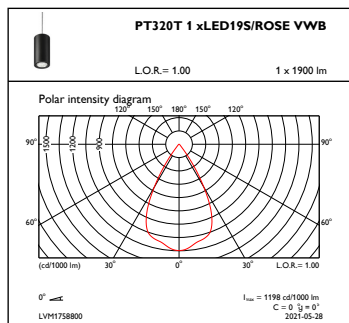 PT320T 1 xLED19S/ROSE VWB
L.O.R.= 1.00 1 x 1900 lm
Polar intensity diagram
120° 150° 180° 150° 120°
90° 90°
1500 1200 900
60° 60°
(cd/1000 lm) 30° 0° 30° L.O.R.= 1.00
0°
Imax = 1198 cd/1000 lm
C = 0 °g = 0°
LVM1758800 2021-05-28